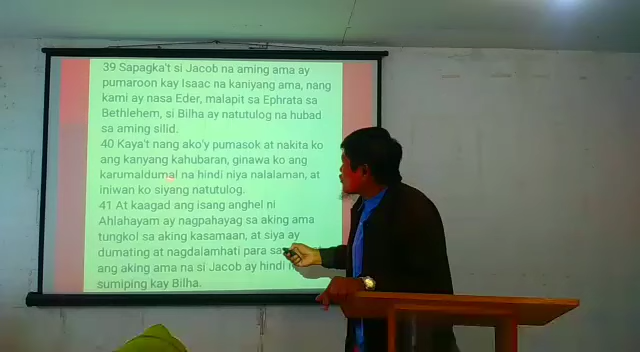 39 Sapagka't si Jacob na aming ama ay
pumaroon kay Isaac na kaniyang ama, nang
kami ay nasa Eder, malapit sa Ephrata sa
Bethlehem, si Bilha ay natutulog na hubad
sa aming silid.
40 Kaya't nang ako'y pumasok at nakita ko
ang kanyang kahubaran, ginawa ko ang
karumaldumal na hindi niya nalalaman, at
iniwan ko siyang natutulog.
41 At kaagad ang isang anghel ni
Ahlahayam ay nagpahayag sa aking ama
tungkol sa aking kasamaan, at siya ay
dumating at nagdalamhati para
ang aking ama na si Jacob ay hindi
sumiping kay Bilha.